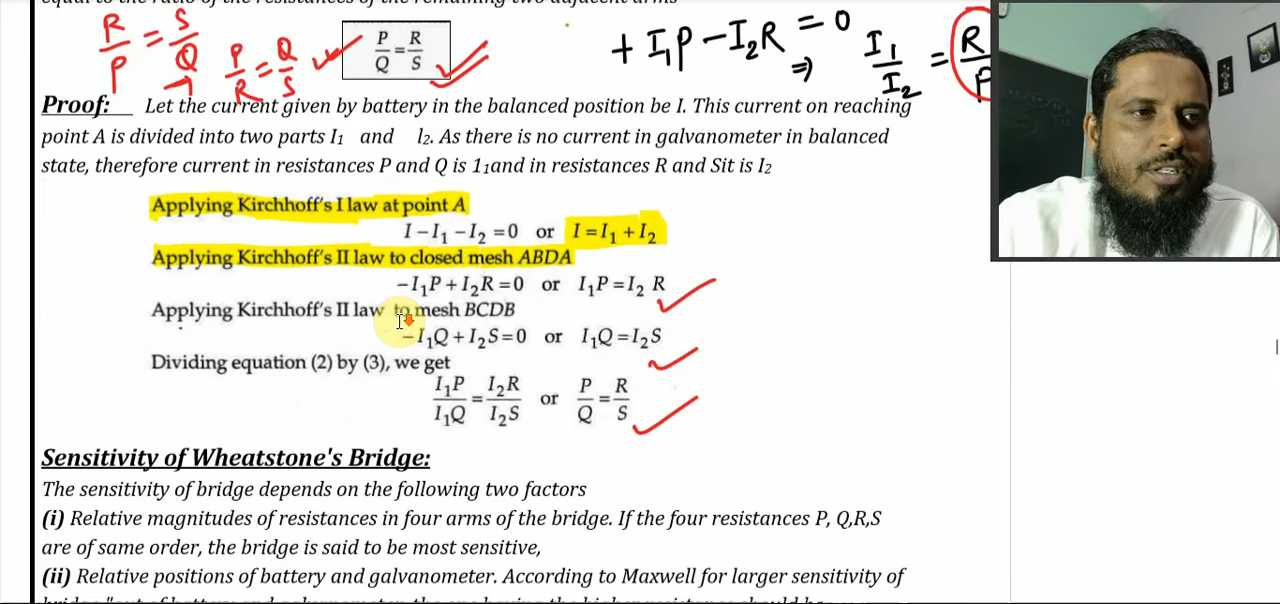 R/P = S/Q P/R = Q/S
P/Q = R/S
+ I₁P − I₂R = 0
⇒ I₁/I₂ = R/P
Proof: Let the current given by battery in the balanced position be I. This current on reaching
point A is divided into two parts I₁ and I₂. As there is no current in galvanometer in balanced
state, therefore current in resistances P and Q is 1₁and in resistances R and Sit is I₂
Applying Kirchhoff's I law at point A
I − I₁ − I₂ = 0 or I = I₁ + I₂
Applying Kirchhoff's II law to closed mesh ABDA
−I₁P + I₂R = 0 or I₁P = I₂ R
Applying Kirchhoff's II law to mesh BCDB
−I₁Q + I₂S = 0 or I₁Q = I₂S
Dividing equation (2) by (3), we get
I₁P/I₁Q = I₂R/I₂S or P/Q = R/S
Sensitivity of Wheatstone's Bridge:
The sensitivity of bridge depends on the following two factors
(i) Relative magnitudes of resistances in four arms of the bridge. If the four resistances P, Q,R,S
are of same order, the bridge is said to be most sensitive,
(ii) Relative positions of battery and galvanometer. According to Maxwell for larger sensitivity of